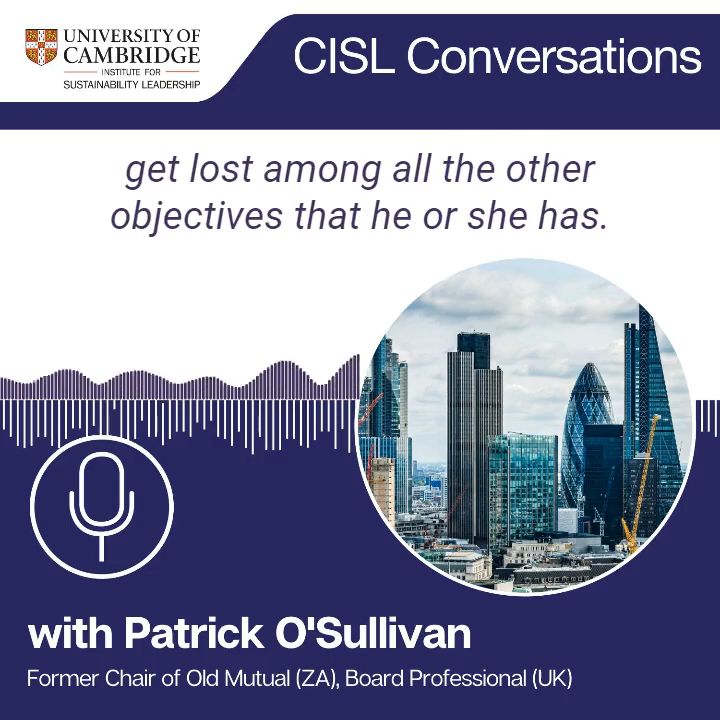 UNIVERSITY OF
CAMBRIDGE
INSTITUTE FOR
SUSTAINABILITY LEADERSHIP
CISL Conversations
get lost among all the other
objectives that he or she has.
with Patrick O'Sullivan
Former Chair of Old Mutual (ZA), Board Professional (UK)